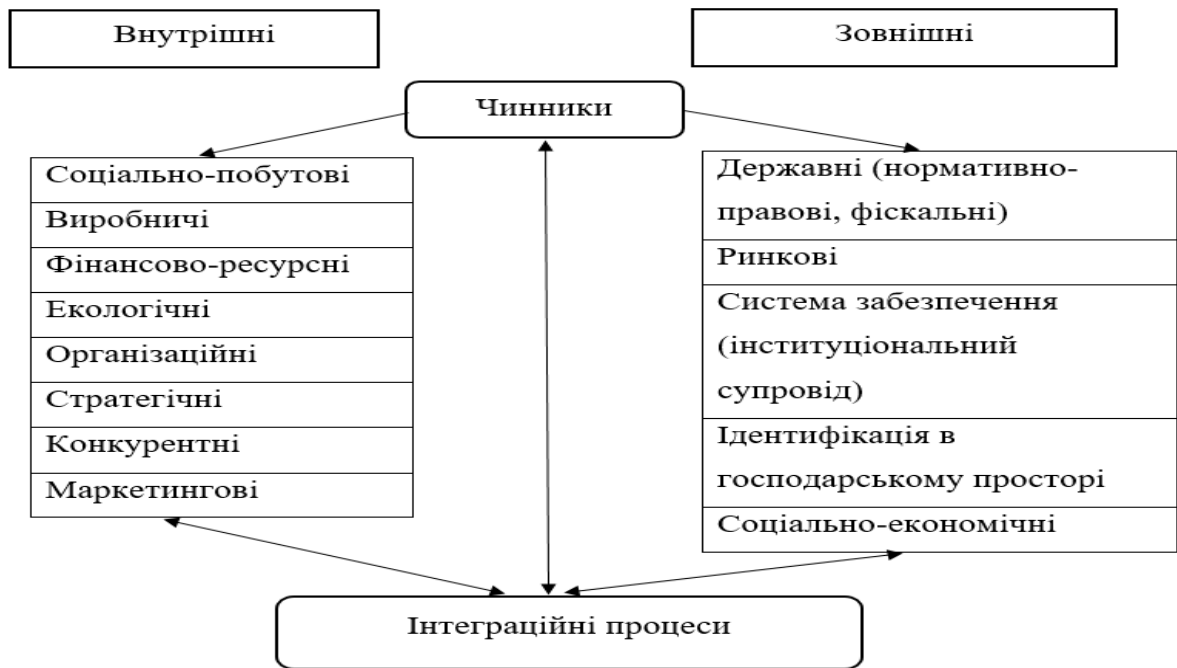 Внутрішні
Зовнішні
Чинники
Соціально-побутові
Виробничі
Фінансово-ресурсні
Екологічні
Організаційні
Стратегічні
Конкурентні
Маркетингові
Державні (нормативно-
правові, фіскальні)
Ринкові
Система забезпечення
(інституціональний
супровід)
Ідентифікація в
господарському просторі
Соціально-економічні
Інтеграційні процеси